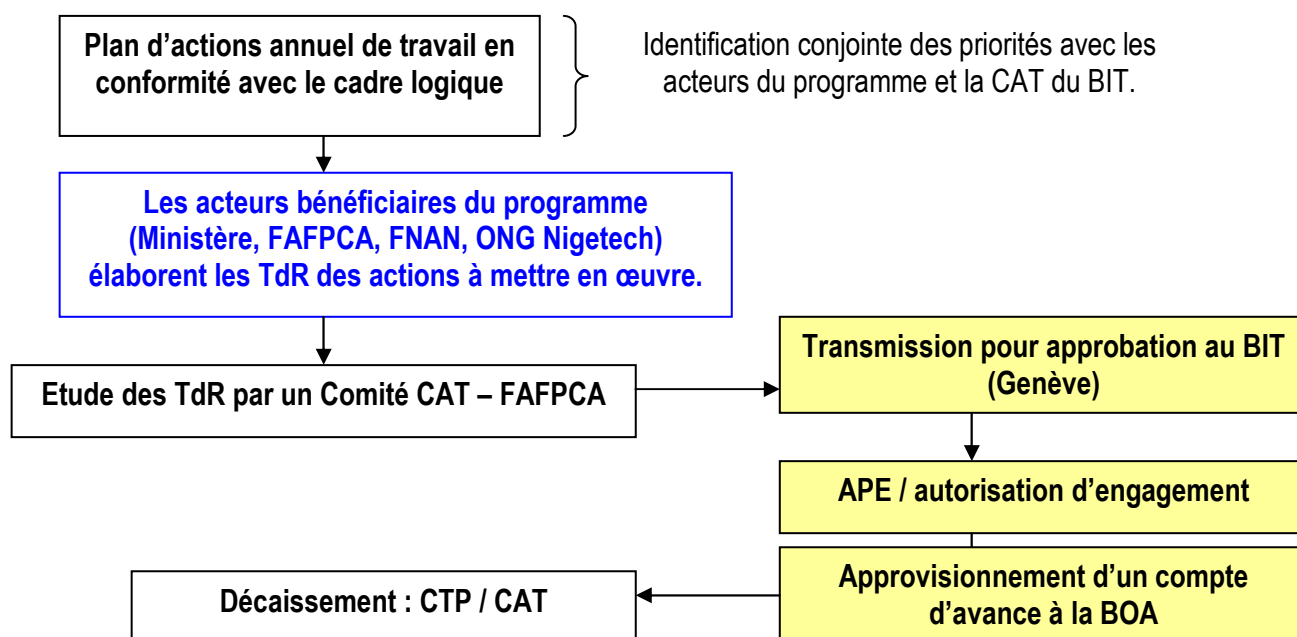 Plan d’actions annuel de travail en
conformité avec le cadre logique
Identification conjointe des priorités avec les
acteurs du programme et la CAT du BIT.
Les acteurs bénéficiaires du programme
(Ministère, FAFPCA, FNAN, ONG Nigetech)
élaborent les TdR des actions à mettre en œuvre.
Etude des TdR par un Comité CAT – FAFPCA
Transmission pour approbation au BIT
(Genève)
APE / autorisation d’engagement
Approvisionnement d’un compte
d’avance à la BOA
Décaissement : CTP / CAT